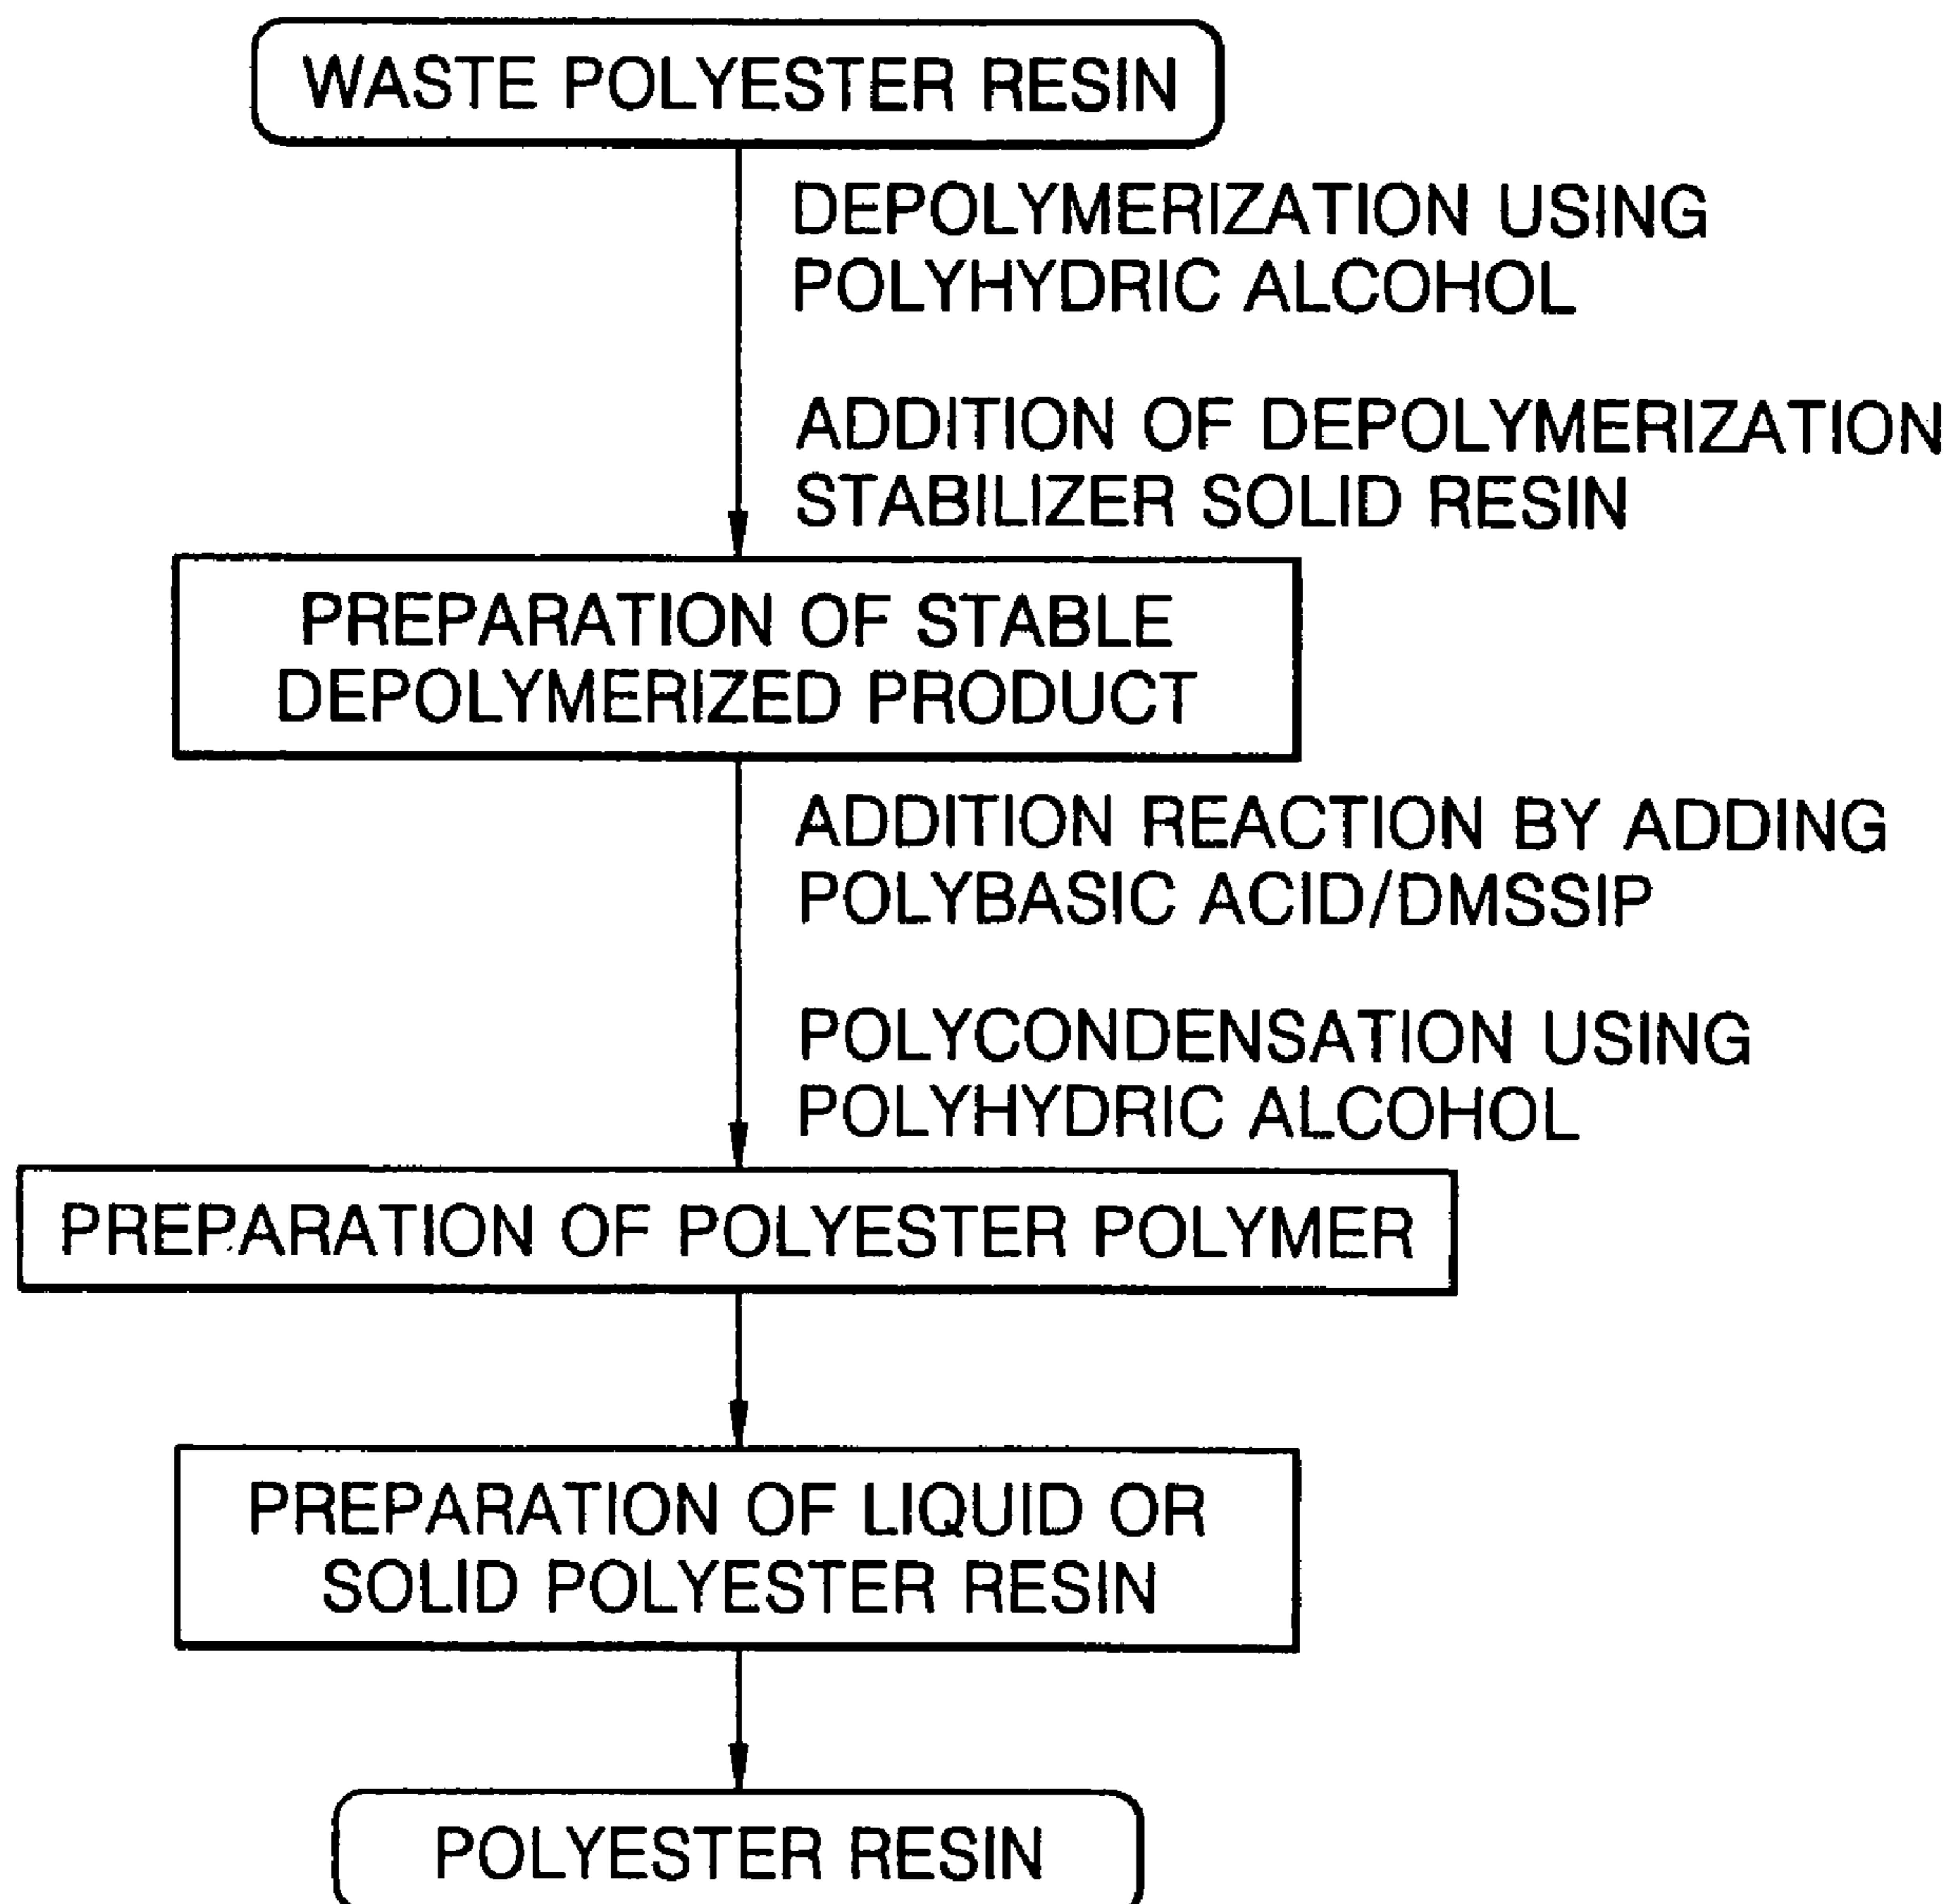 WASTE POLYESTER RESIN
DEPOLYMERIZATION USING
POLYHYDRIC ALCOHOL
ADDITION OF DEPOLYMERIZATION
STABILIZER SOLID RESIN
PREPARATION OF STABLE
DEPOLYMERIZED PRODUCT
ADDITION REACTION BY ADDING
POLYBASIC ACID/DMSSIP
POLYCONDENSATION USING
POLYHYDRIC ALCOHOL
PREPARATION OF POLYESTER POLYMER
PREPARATION OF LIQUID OR
SOLID POLYESTER RESIN
POLYESTER RESIN